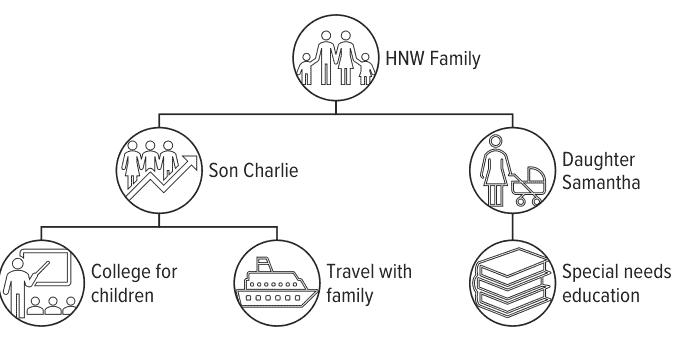 HNW Family
Son Charlie
Daughter
Samantha
College for
children
Travel with
family
Special needs
education